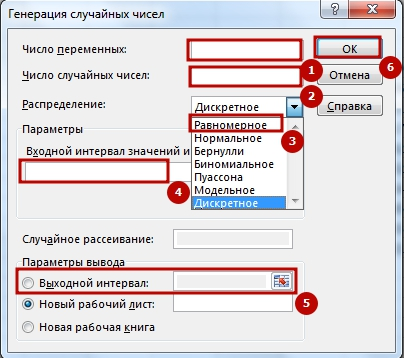 Генерация случайных чисел
?
Число переменных:
ОК
1
6
Число случайных чисел:
Отмена
2
Распределение:
Дискретное
Справка
Параметры
Равномерное
3
Входной интервал значений и
Нормальное
Бернулли
Биномиальное
4
Пуассона
Модельное
Дискретное
Случайное рассеивание:
Параметры вывода
Выходной интервал:
5
Новый рабочий лист:
Новая рабочая книга